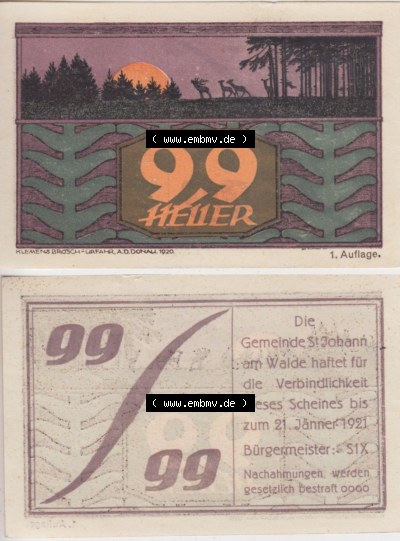 ( www.embmv.de )
99
HELLER
KLEMENS BROSCH-URFAHR, A.D. DONAU, 1920.
1. Auflage.
99
Die
Gemeinde St Johann
am Walde haftet für
die Verbindlichkeit
dieses Scheines bis
zum 21. Jänner 1921
Bürgermeister: SIX
Nachahmungen werden
gesetzlich bestraft oooo
( www.embmv.de )
99